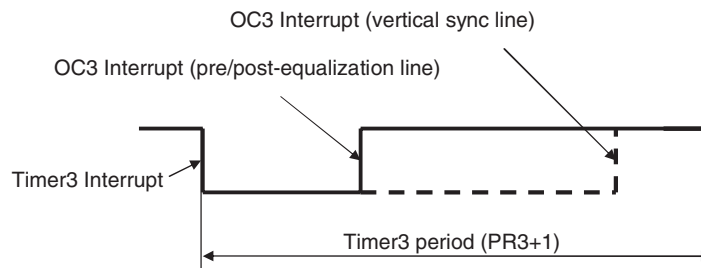 OC3 Interrupt (vertical sync line)
OC3 Interrupt (pre/post-equalization line)
Timer3 Interrupt
Timer3 period (PR3+1)